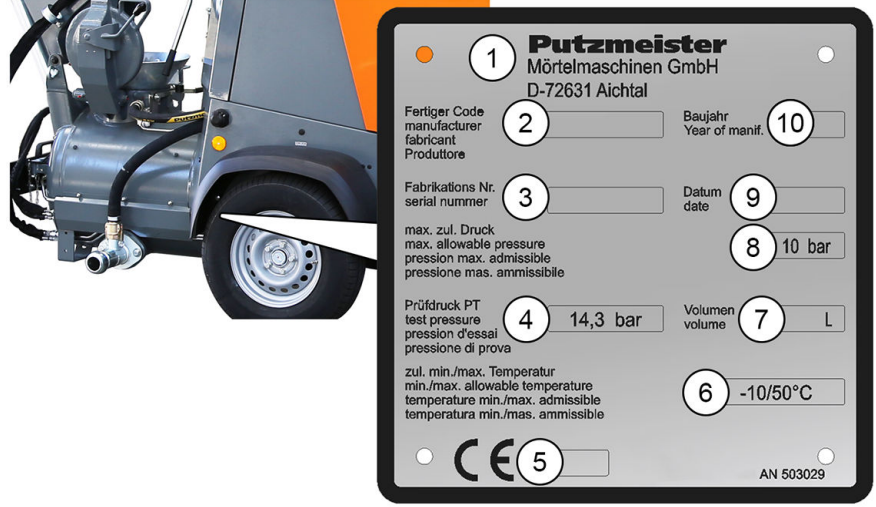 Putzmeister
1
Putzmeister
Mörtelmaschinen GmbH
D-72631 Aichtal
Fertiger Code
manufacturer
fabricant
Produttore
2
Baujahr
Year of manif.
10
Fabrikations Nr.
serial nummer
3
Datum
date
9
max. zul. Druck
max. allowable pressure
pression max. admissible
pressione mas. ammissibile
8
10 bar
Prüfdruck PT
test pressure
pression d'essai
pressione di prova
4
14,3 bar
Volumen
volume
7
L
zul. min./max. Temperatur
min./max. allowable temperature
temperature min./max. admissible
temperatura min./mas. ammissible
6
-10/50°C
CE
5
AN 503029